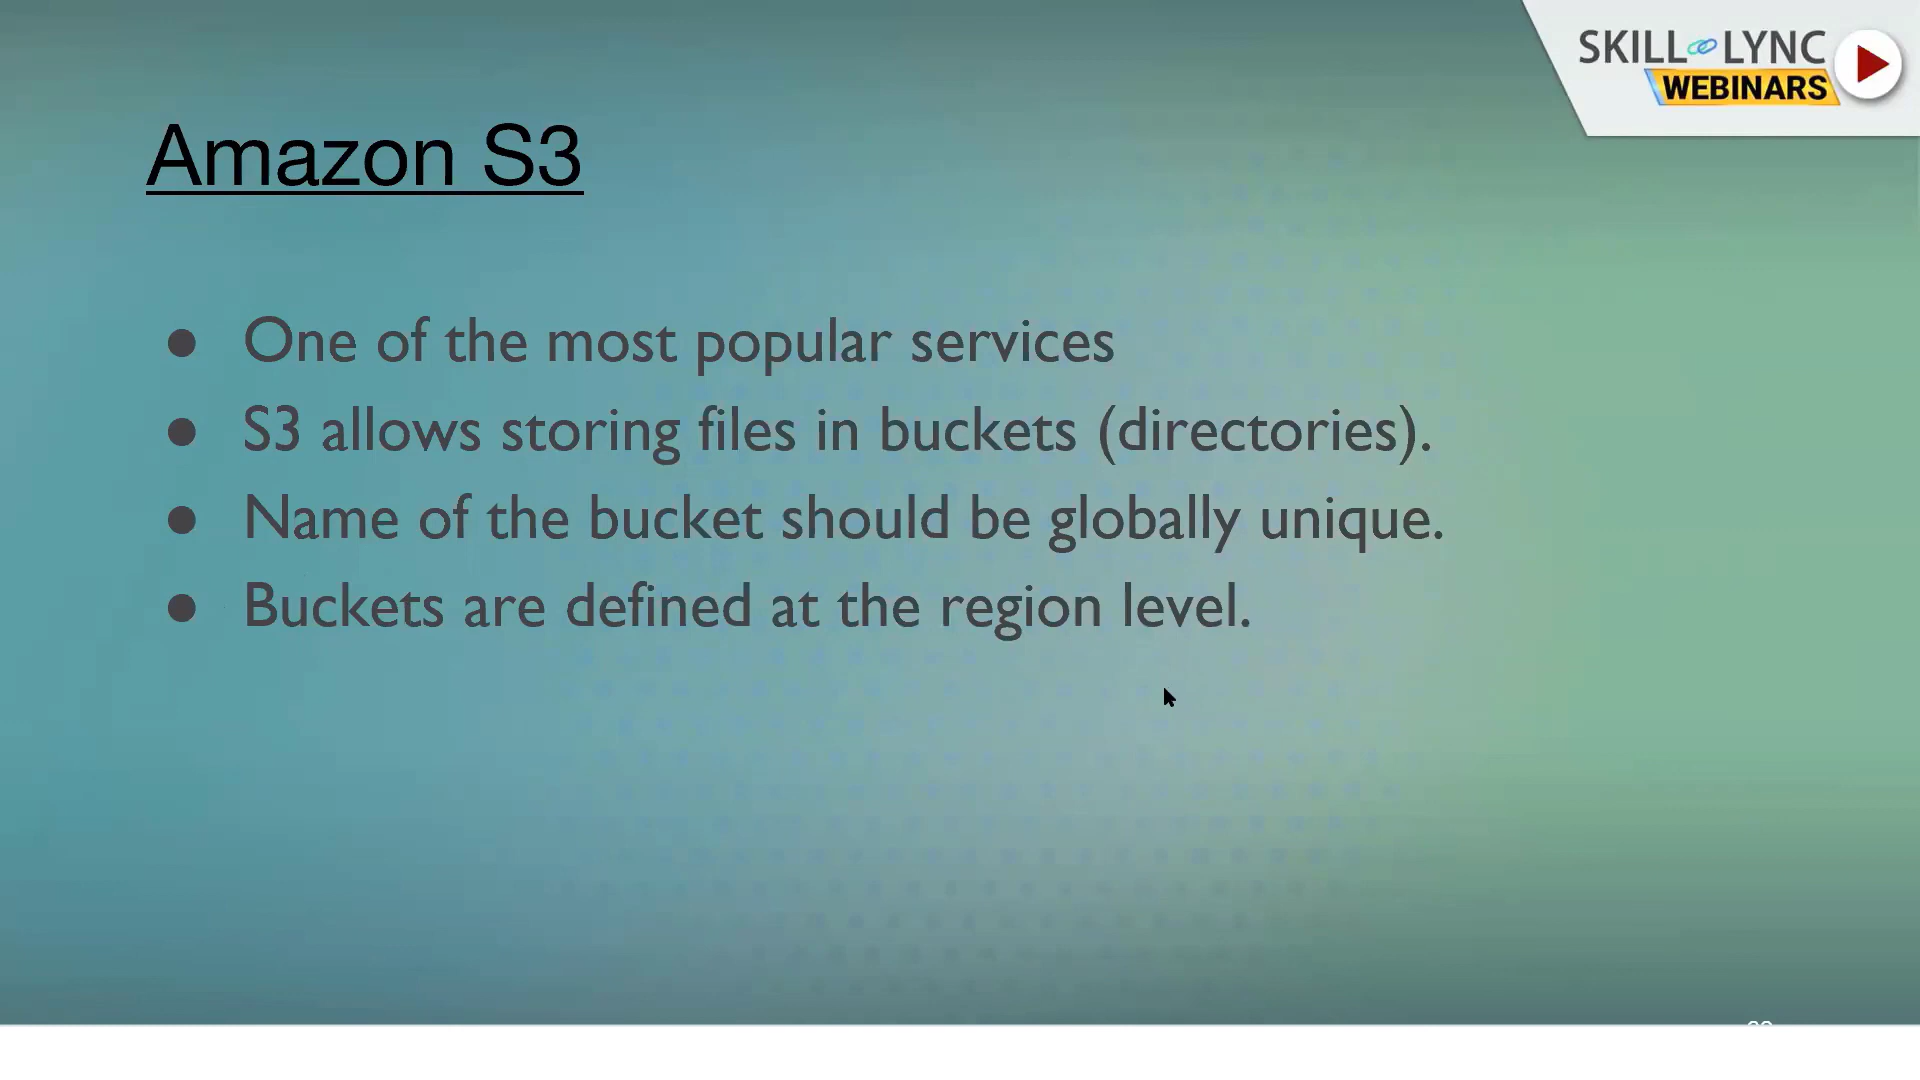 SKILL LYNC
WEBINARS
Amazon S3
● One of the most popular services
● S3 allows storing files in buckets (directories).
● Name of the bucket should be globally unique.
● Buckets are defined at the region level.